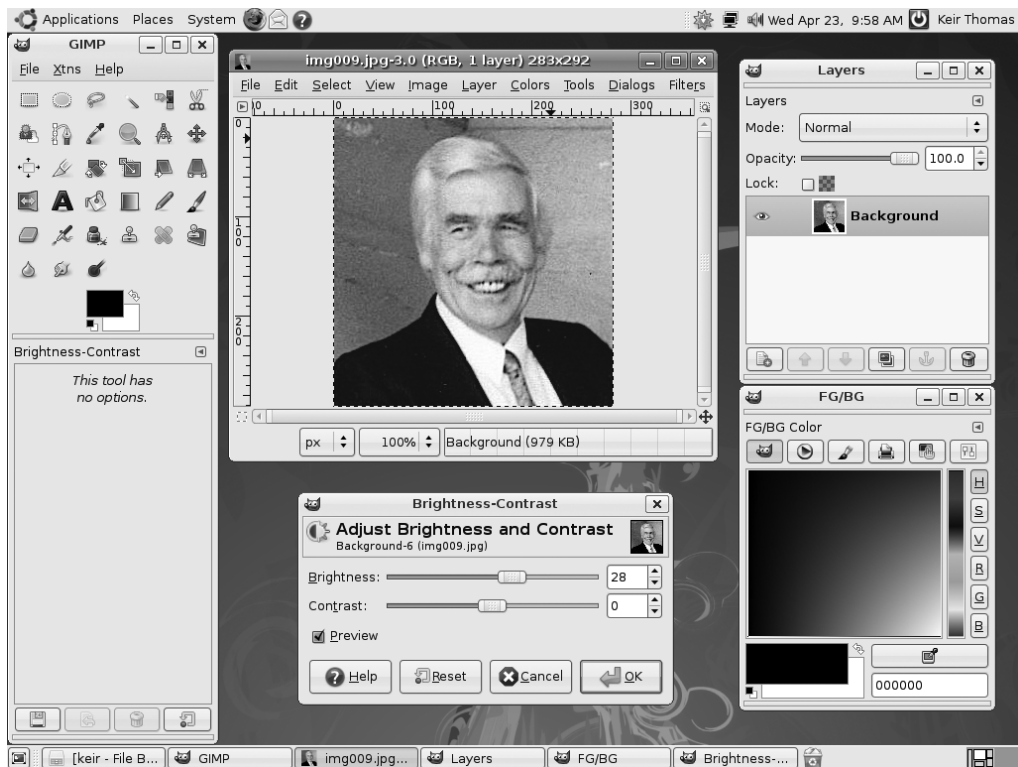 Applications Places System Wed Apr 23, 9:58 AM Keir Thomas
GIMP
File Xtns Help
Brightness-Contrast
This tool has
no options.
img009.jpg-3.0 (RGB, 1 layer) 283x292
File Edit Select View Image Layer Colors Tools Dialogs Filters
0 0 100 200 300
0
100
200
px 100% Background (979 KB)
Brightness-Contrast
Adjust Brightness and Contrast
Background-6 (img009.jpg)
Brightness: 28
Contrast: 0
Preview
Help Reset Cancel OK
Layers
Layers
Mode: Normal
Opacity: 100.0
Lock:
Background
FG/BG
FG/BG Color
H
S
V
R
G
B
000000
[keir - File B... GIMP img009.jpg... Layers FG/BG Brightness-...